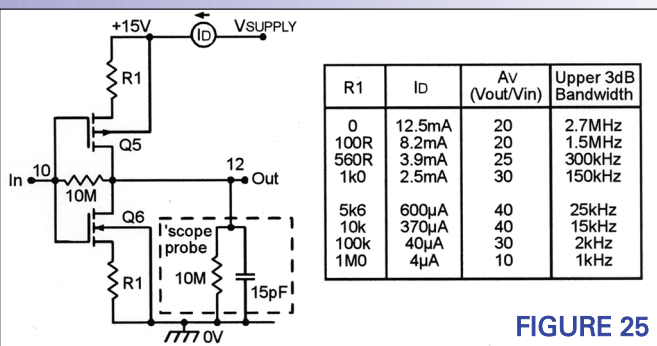 +15V
ID
VSUPPLY
R1
Q5
In
10
10M
12
Out
Q6
'scope
probe
R1
10M
15pF
0V
R1 ID AV (Vout/Vin) Upper 3dB Bandwidth
0 12.5mA 20 2.7MHz
100R 8.2mA 20 1.5MHz
560R 3.9mA 25 300kHz
1k0 2.5mA 30 150kHz
5k6 600µA 40 25kHz
10k 370µA 40 15kHz
100k 40µA 30 2kHz
1M0 4µA 10 1kHz
FIGURE 25